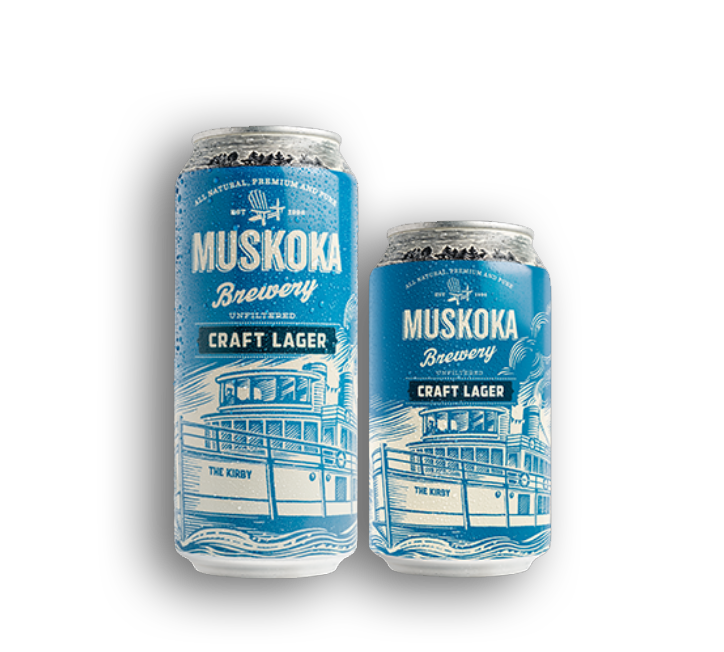 ALL NATURAL, PREMIUM AND PURE
EST 1996
MUSKOKA
Brewery
UNFILTERED
CRAFT LAGER
THE KIRBY
ALL NATURAL, PREMIUM AND PURE
EST 1996
MUSKOKA
Brewery
UNFILTERED
CRAFT LAGER
THE KIRBY